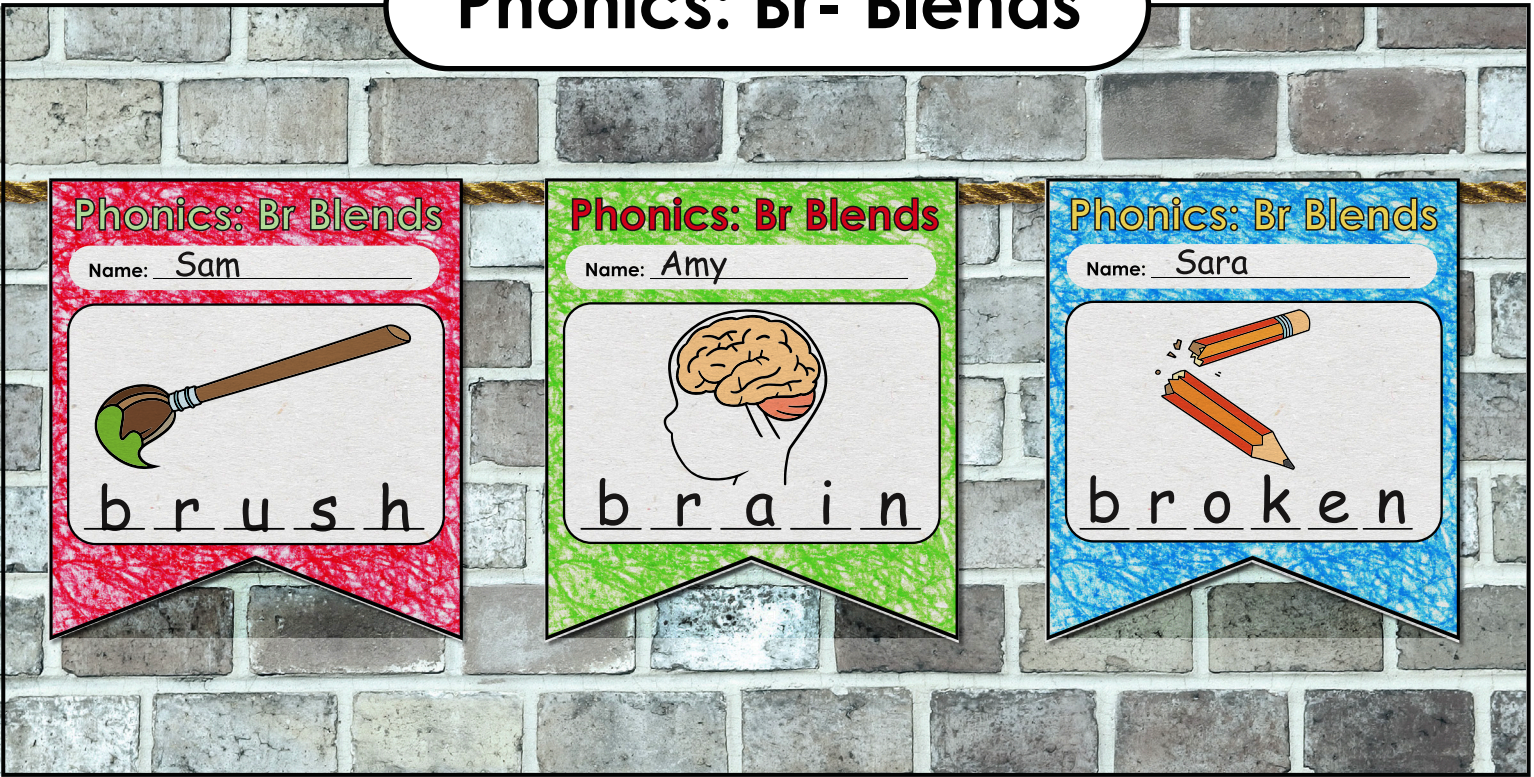 Phonics: Br- Blends
Phonics: Br Blends
Name: Sam
b r u s h
Phonics: Br Blends
Name: Amy
b r a i n
Phonics: Br Blends
Name: Sara
b r o k e n